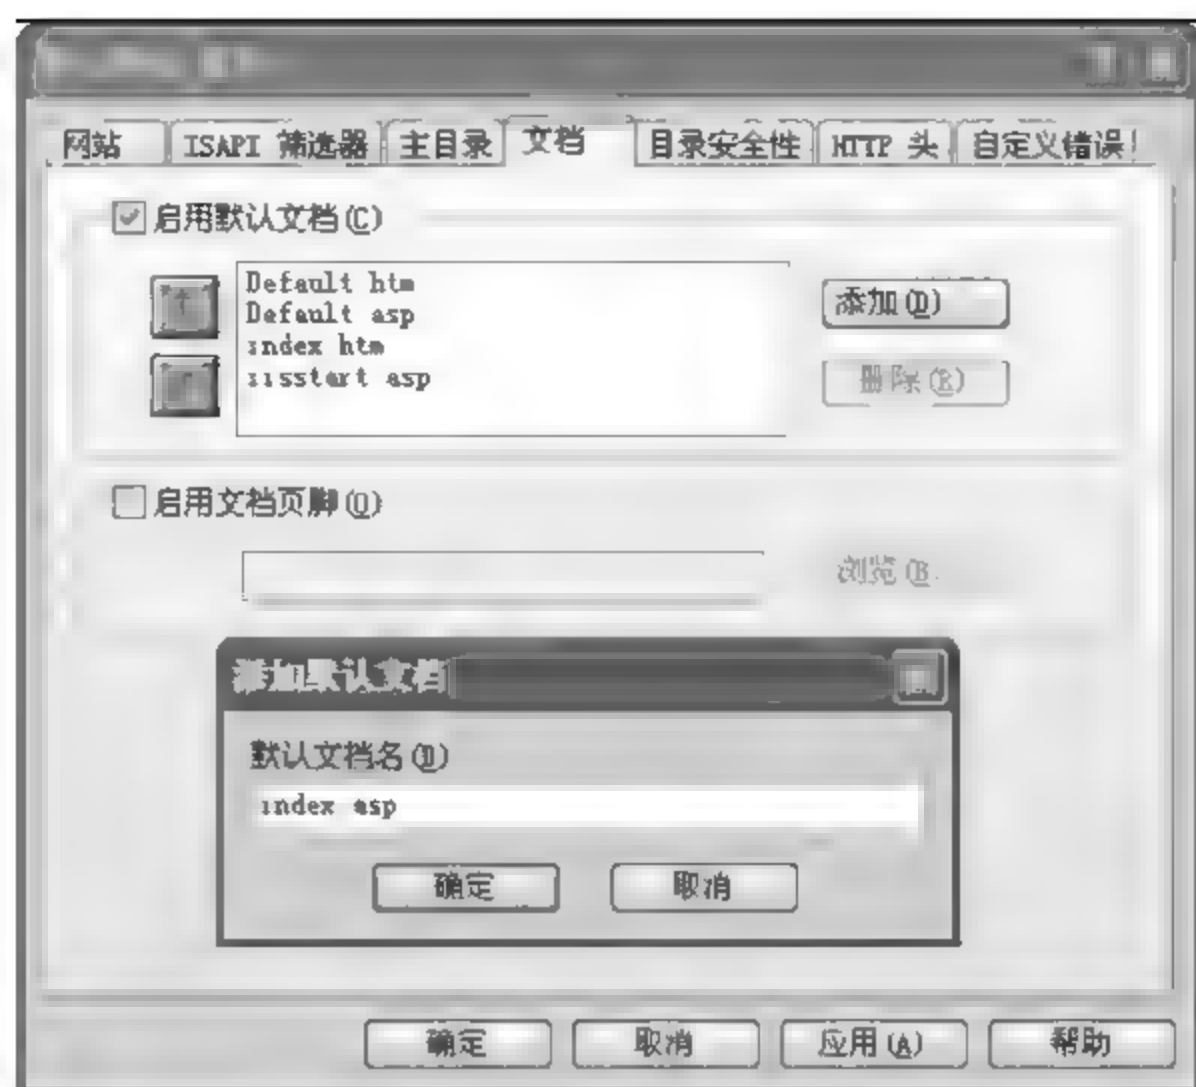 网站 ISAPI 筛选器 主目录 文档 目录安全性 HTTP 头 自定义错误
启用默认文档(C)
Default htm
Default asp
index htm
iisstart asp
添加(D)
删除(R)
启用文档页脚(O)
浏览(B
添加默认文档
默认文档名(D)
index asp
确定 取消
确定 取消 应用(A) 帮助